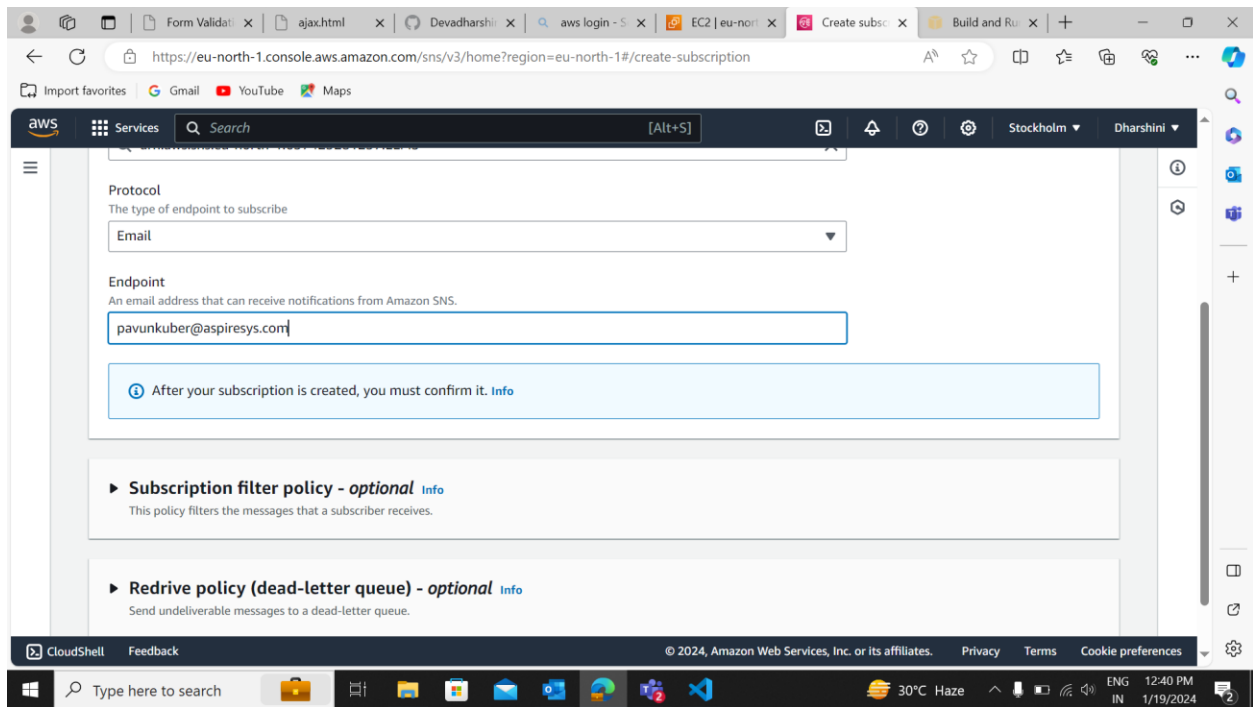 Form Validati
ajax.html
Devadharshin
aws login - S
EC2 | eu-nort
Create subsc
Build and Ru
https://eu-north-1.console.aws.amazon.com/sns/v3/home?region=eu-north-1#/create-subscription
Import favorites
Gmail
YouTube
Maps
aws
Services
Search
[Alt+S]
Stockholm
Dharshini
Protocol
The type of endpoint to subscribe
Email
Endpoint
An email address that can receive notifications from Amazon SNS.
pavunkuber@aspiresys.com
After your subscription is created, you must confirm it. Info
Subscription filter policy - optional Info
This policy filters the messages that a subscriber receives.
Redrive policy (dead-letter queue) - optional Info
Send undeliverable messages to a dead-letter queue.
CloudShell
Feedback
© 2024, Amazon Web Services, Inc. or its affiliates.
Privacy
Terms
Cookie preferences
Type here to search
30°C Haze
ENG
IN
12:40 PM
1/19/2024
2
2